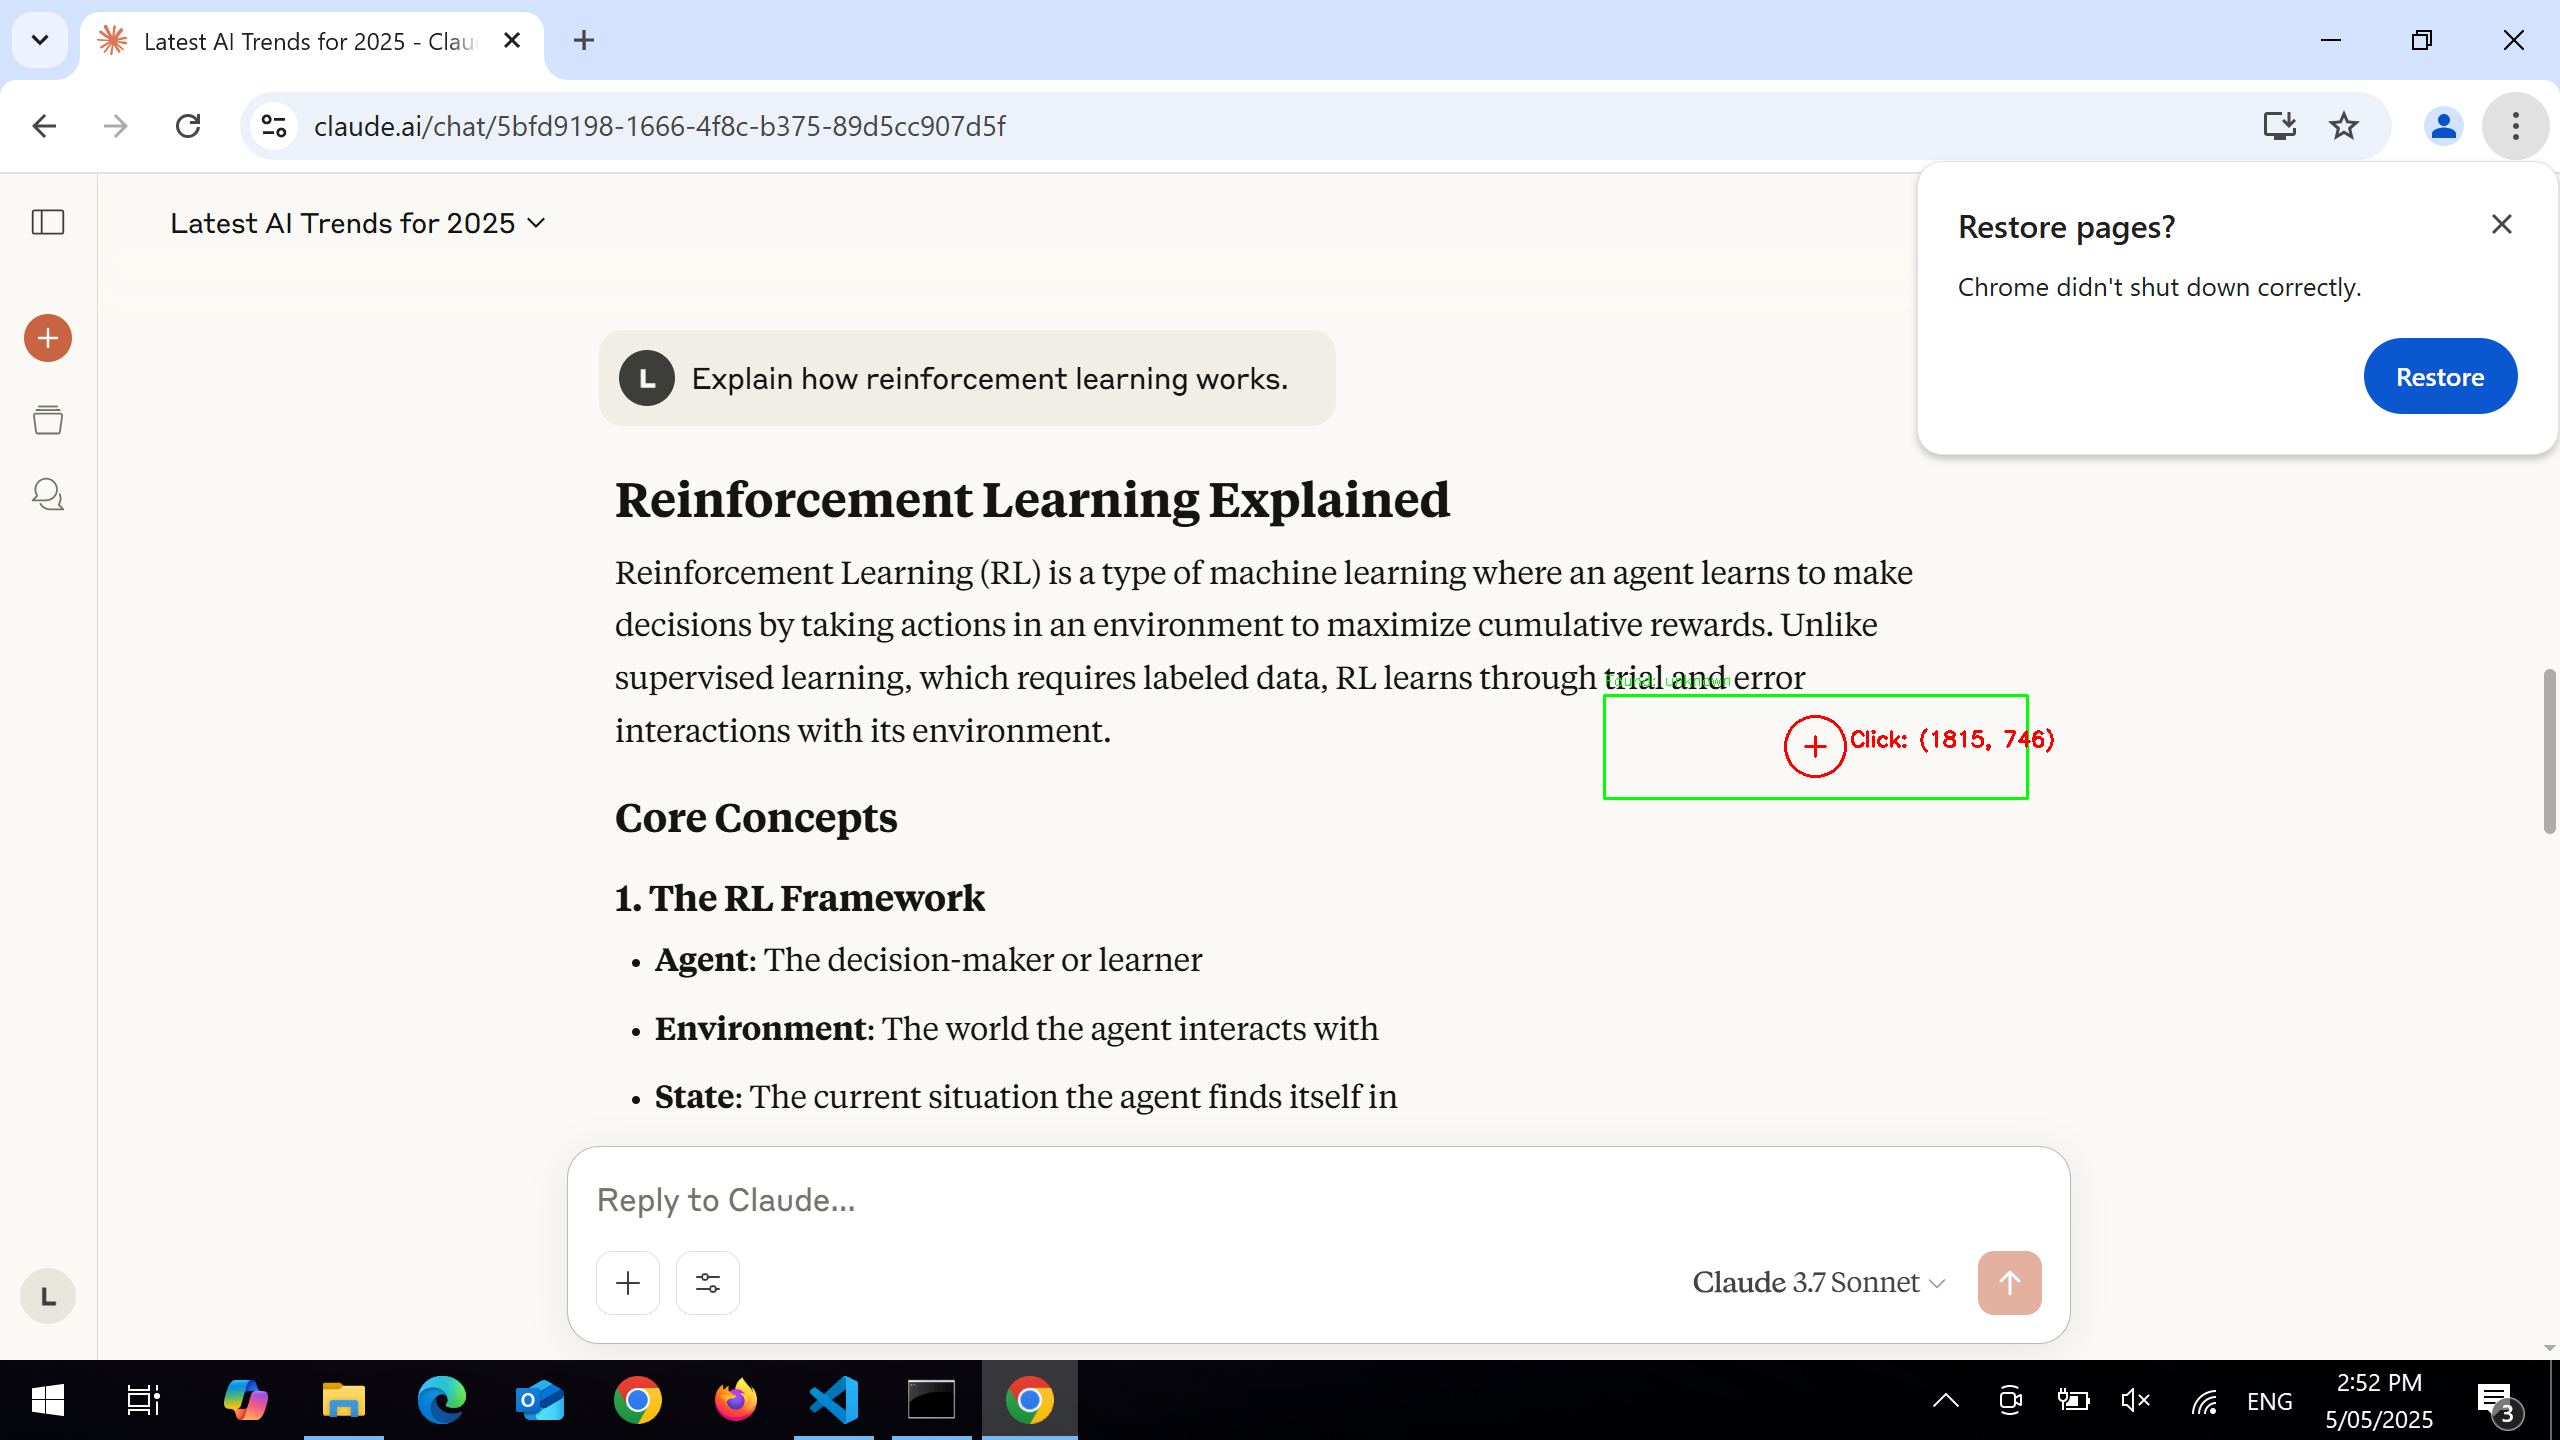 Latest AI Trends for 2025 - Clau
claude.ai/chat/5bfd9198-1666-4f8c-b375-89d5cc907d5f
Latest AI Trends for 2025
Restore pages?
Chrome didn't shut down correctly.
Restore
L
Explain how reinforcement learning works.
Reinforcement Learning Explained
Reinforcement Learning (RL) is a type of machine learning where an agent learns to make
decisions by taking actions in an environment to maximize cumulative rewards. Unlike
supervised learning, which requires labeled data, RL learns through trial and error
Found: unknown
interactions with its environment.
Click: (1815, 746)
Core Concepts
1. The RL Framework
• Agent: The decision-maker or learner
• Environment: The world the agent interacts with
• State: The current situation the agent finds itself in
Reply to Claude...
Claude 3.7 Sonnet
L
ENG
2:52 PM
5/05/2025
3